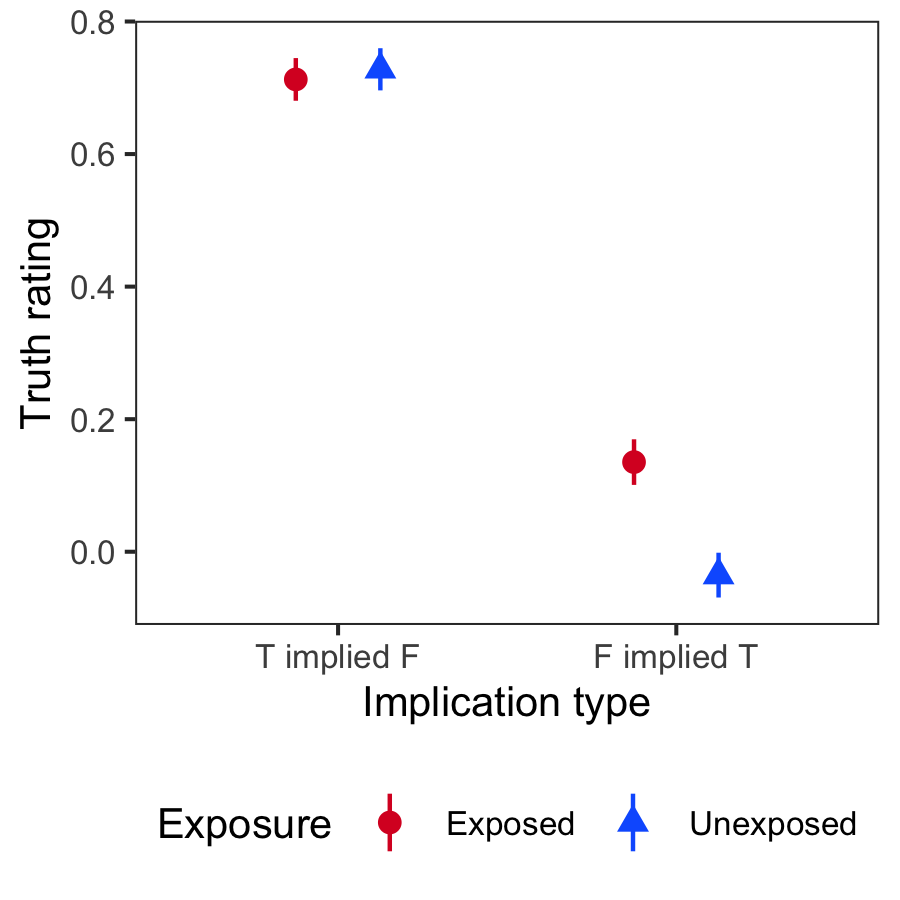 0.8
0.6
0.4
0.2
0.0
Truth rating
T implied F
F implied T
Implication type
Exposure
Exposed
Unexposed